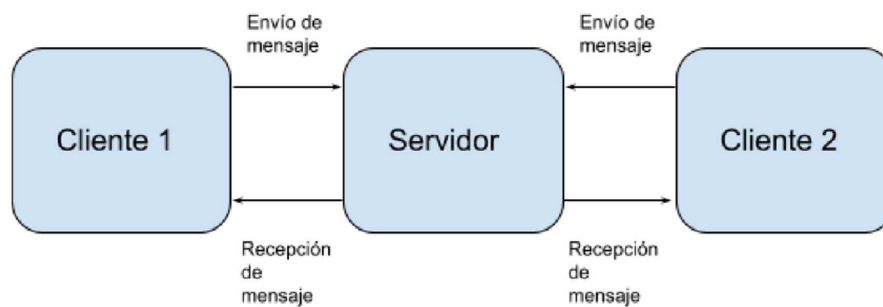 Envío de
mensaje
Envío de
mensaje
Cliente 1
Servidor
Cliente 2
Recepción
de
mensaje
Recepción
de
mensaje